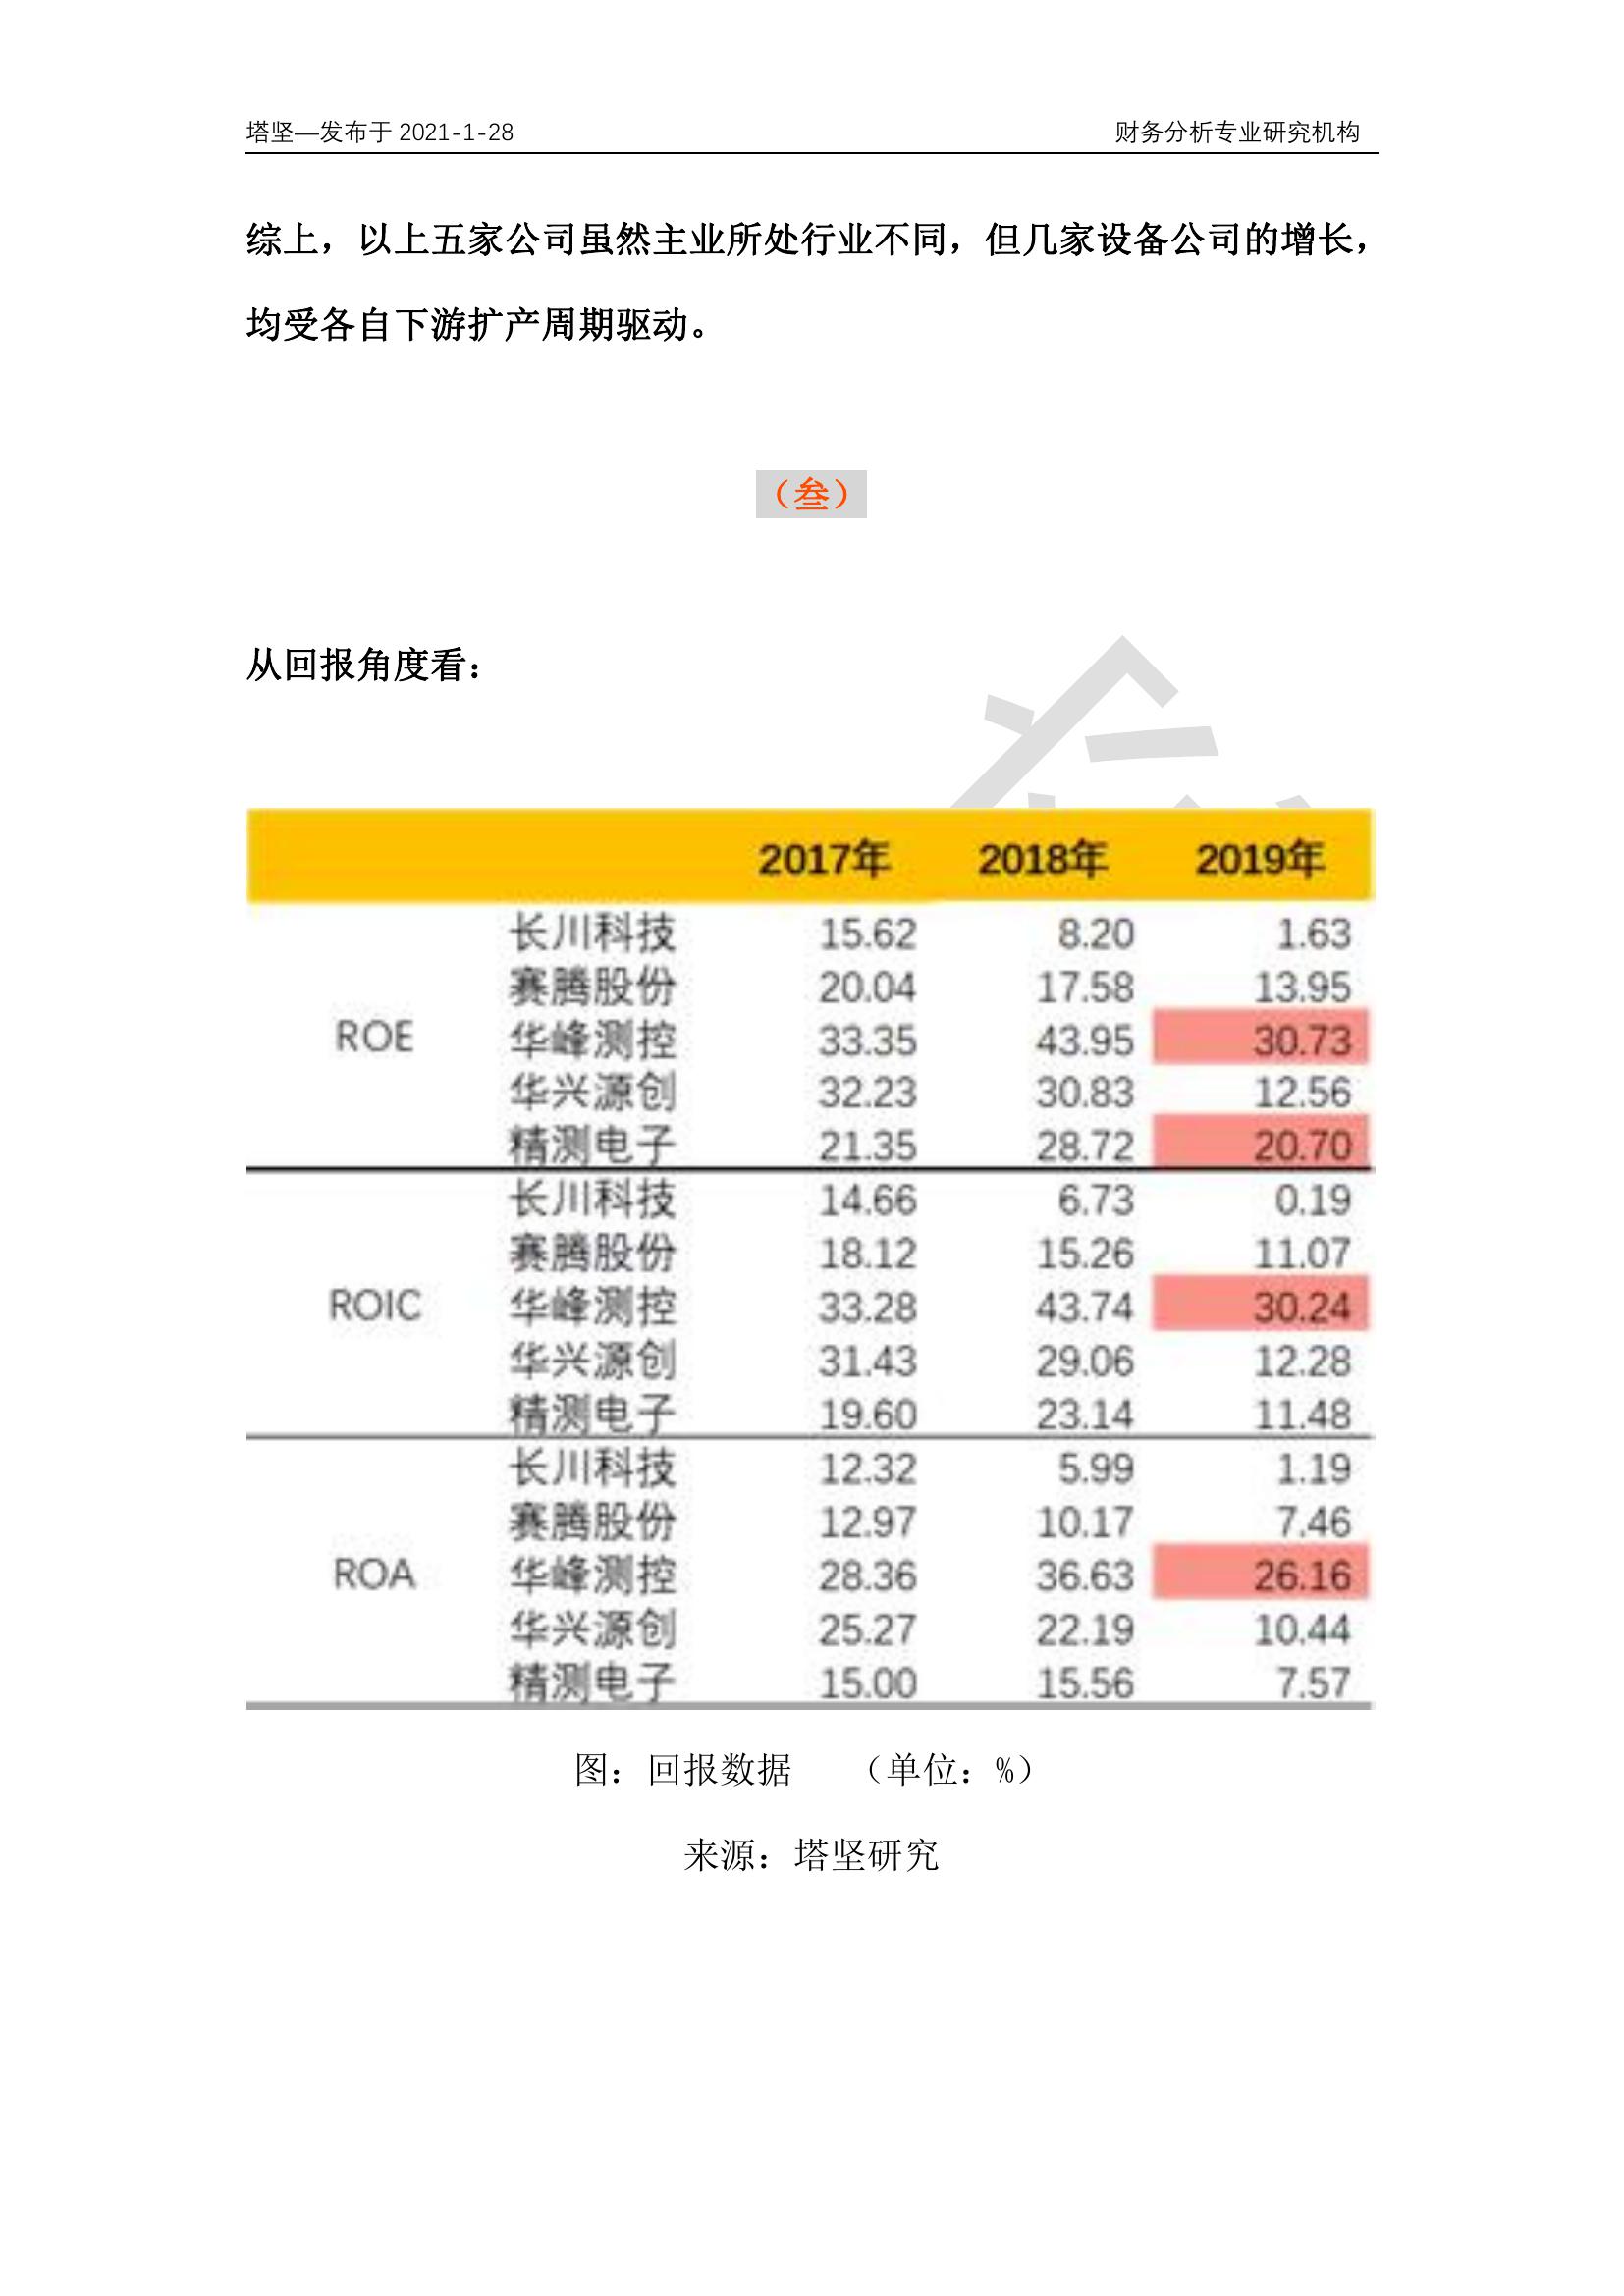 塔坚—发布于 2021-1-28 财务分析专业研究机构
综上，以上五家公司虽然主业所处行业不同，但几家设备公司的增长，
均受各自下游扩产周期驱动。
（叁）
从回报角度看：
2017年 2018年 2019年
长川科技 15.62 8.20 1.63
赛腾股份 20.04 17.58 13.95
ROE 华峰测控 33.35 43.95 30.73
华兴源创 32.23 30.83 12.56
精测电子 21.35 28.72 20.70
长川科技 14.66 6.73 0.19
赛腾股份 18.12 15.26 11.07
ROIC 华峰测控 33.28 43.74 30.24
华兴源创 31.43 29.06 12.28
精测电子 19.60 23.14 11.48
长川科技 12.32 5.99 1.19
赛腾股份 12.97 10.17 7.46
ROA 华峰测控 28.36 36.63 26.16
华兴源创 25.27 22.19 10.44
精测电子 15.00 15.56 7.57
图：回报数据 （单位：%）
来源：塔坚研究